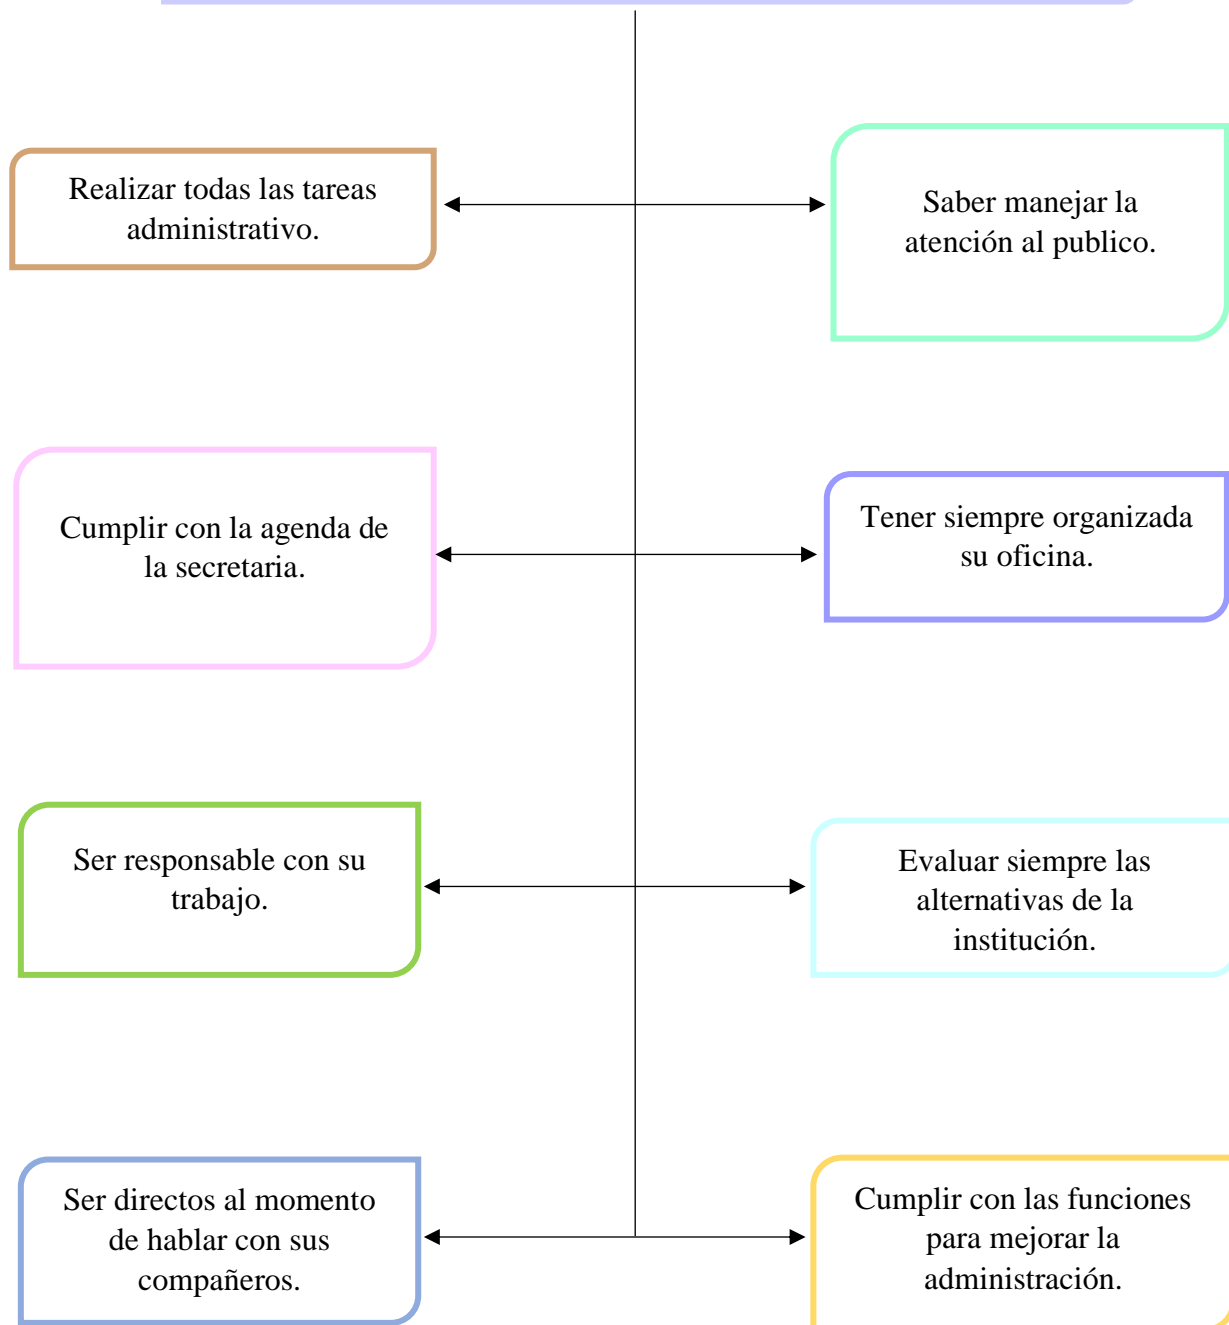 Realizar todas las tareas
administrativo.
Saber manejar la
atención al publico.
Cumplir con la agenda de
la secretaria.
Tener siempre organizada
su oficina.
Ser responsable con su
trabajo.
Evaluar siempre las
alternativas de la
institución.
Ser directos al momento
de hablar con sus
compañeros.
Cumplir con las funciones
para mejorar la
administración.